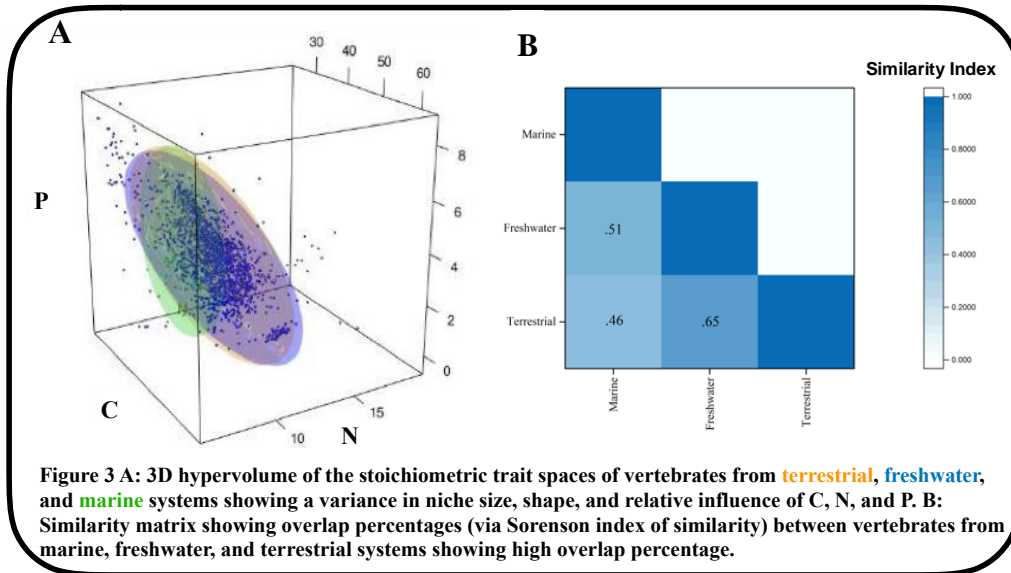 A
30 40 50 60
P
8
6
4
2
0
C
N
10
15
B
Similarity Index
Marine
Freshwater
Terrestrial
.51
.46
.65
Marine
Freshwater
Terrestrial
1.000
0.8000
0.6000
0.4000
0.2000
0.000
Figure 3 A: 3D hypervolume of the stoichiometric trait spaces of vertebrates from terrestrial, freshwater,
and marine systems showing a variance in niche size, shape, and relative influence of C, N, and P. B:
Similarity matrix showing overlap percentages (via Sorenson index of similarity) between vertebrates from
marine, freshwater, and terrestrial systems showing high overlap percentage.